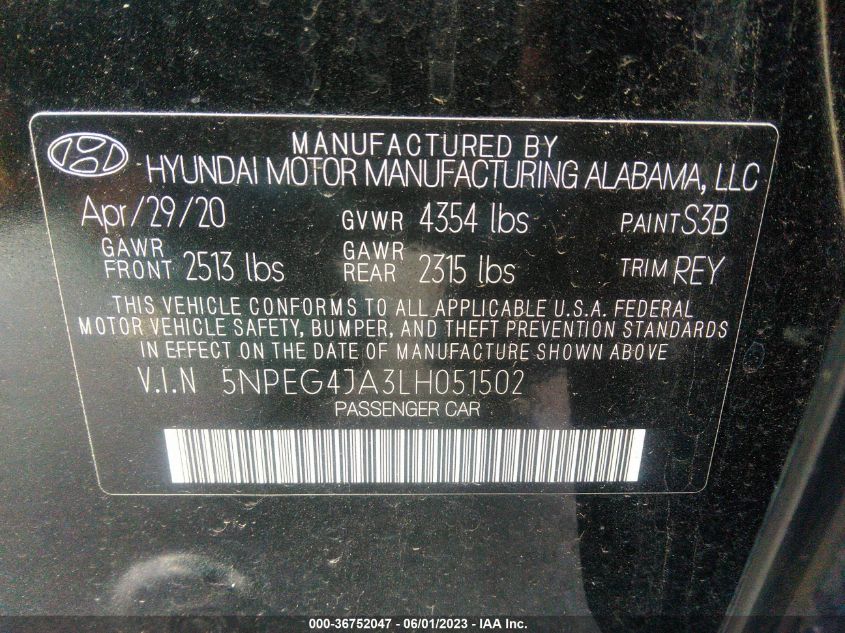 MANUFACTURED BY
HYUNDAI MOTOR MANUFACTURING ALABAMA, LLC
Apr/29/20 GVWR 4354 lbs PAINT S3B
GAWR FRONT 2513 lbs GAWR REAR 2315 lbs TRIM REY
THIS VEHICLE CONFORMS TO ALL APPLICABLE U.S.A. FEDERAL
MOTOR VEHICLE SAFETY, BUMPER, AND THEFT PREVENTION STANDARDS
IN EFFECT ON THE DATE OF MANUFACTURE SHOWN ABOVE
V.I.N 5NPEG4JA3LH051502
PASSENGER CAR
000-36752047 - 06/01/2023 - IAA Inc.